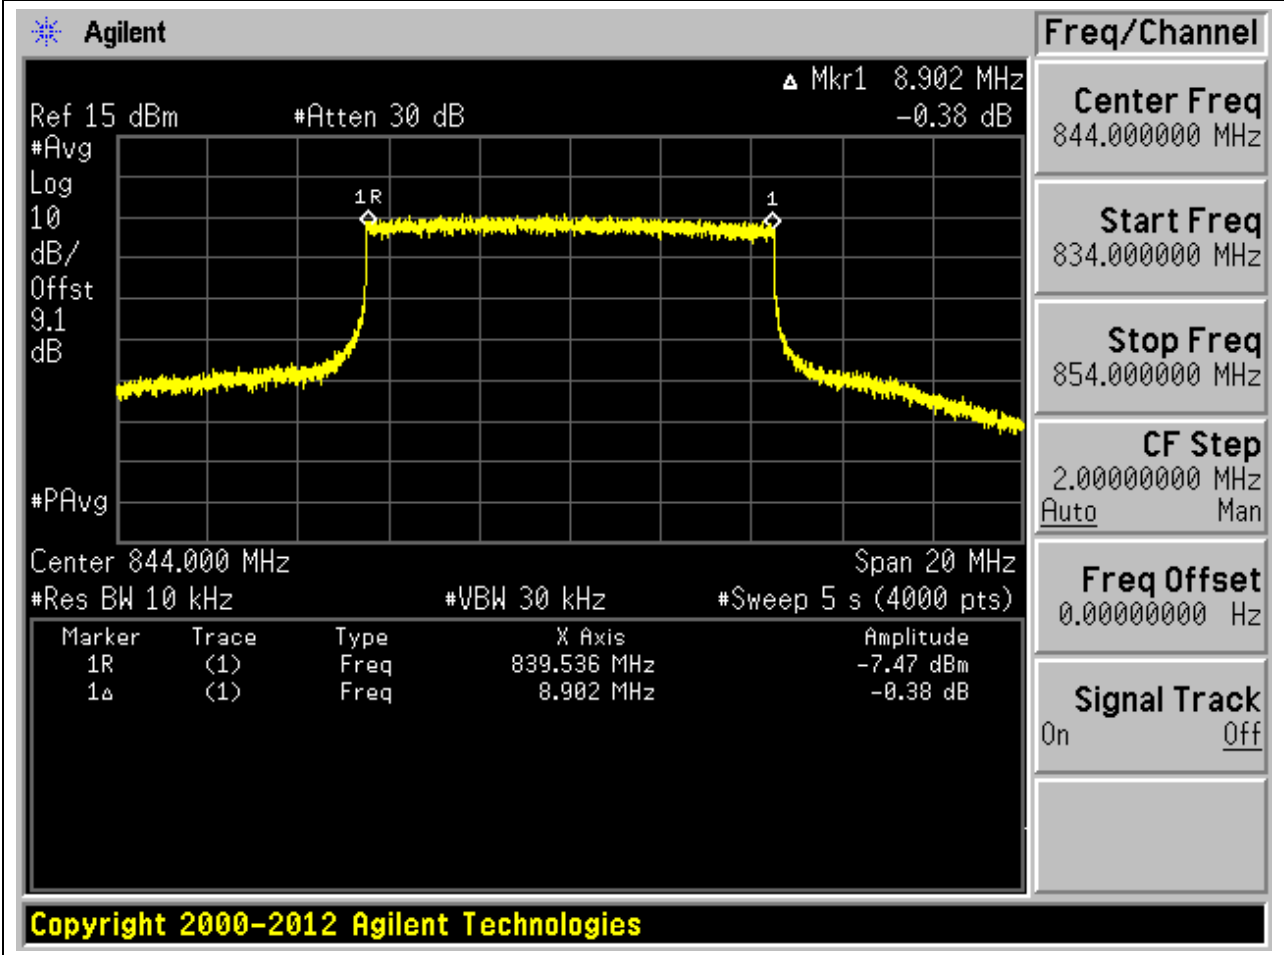 Agilent
Freq/Channel
Δ Mkr1 8.902 MHz
Ref 15 dBm #Atten 30 dB -0.38 dB
#Avg
Log
10
dB/
Offst
9.1
dB
1R
1
#PAvg
Center 844.000 MHz Span 20 MHz
#Res BW 10 kHz #VBW 30 kHz #Sweep 5 s (4000 pts)
Marker Trace Type X Axis Amplitude
1R (1) Freq 839.536 MHz -7.47 dBm
1Δ (1) Freq 8.902 MHz -0.38 dB
Center Freq
844.000000 MHz
Start Freq
834.000000 MHz
Stop Freq
854.000000 MHz
CF Step
2.00000000 MHz
Auto Man
Freq Offset
0.00000000 Hz
Signal Track
On Off
Copyright 2000-2012 Agilent Technologies